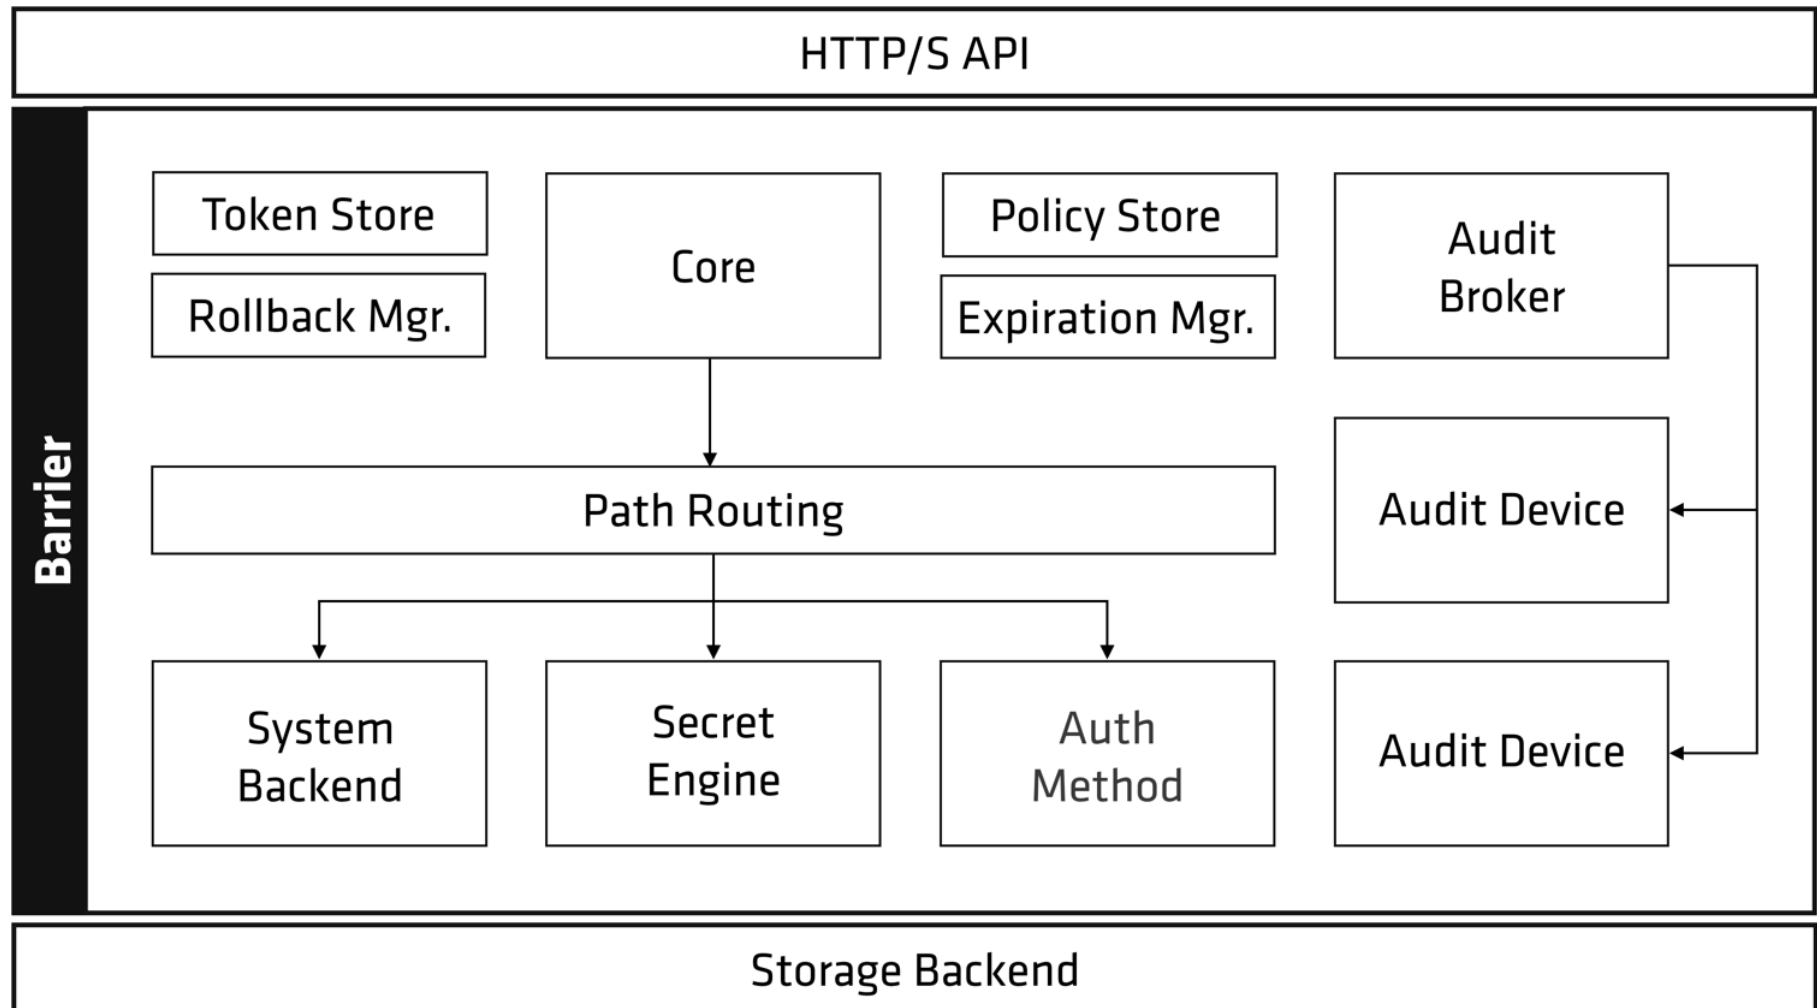 HTTP/S API
Barrier
Token Store
Rollback Mgr.
Core
Policy Store
Expiration Mgr.
Audit
Broker
Path Routing
Audit Device
System
Backend
Secret
Engine
Auth
Method
Audit Device
Storage Backend